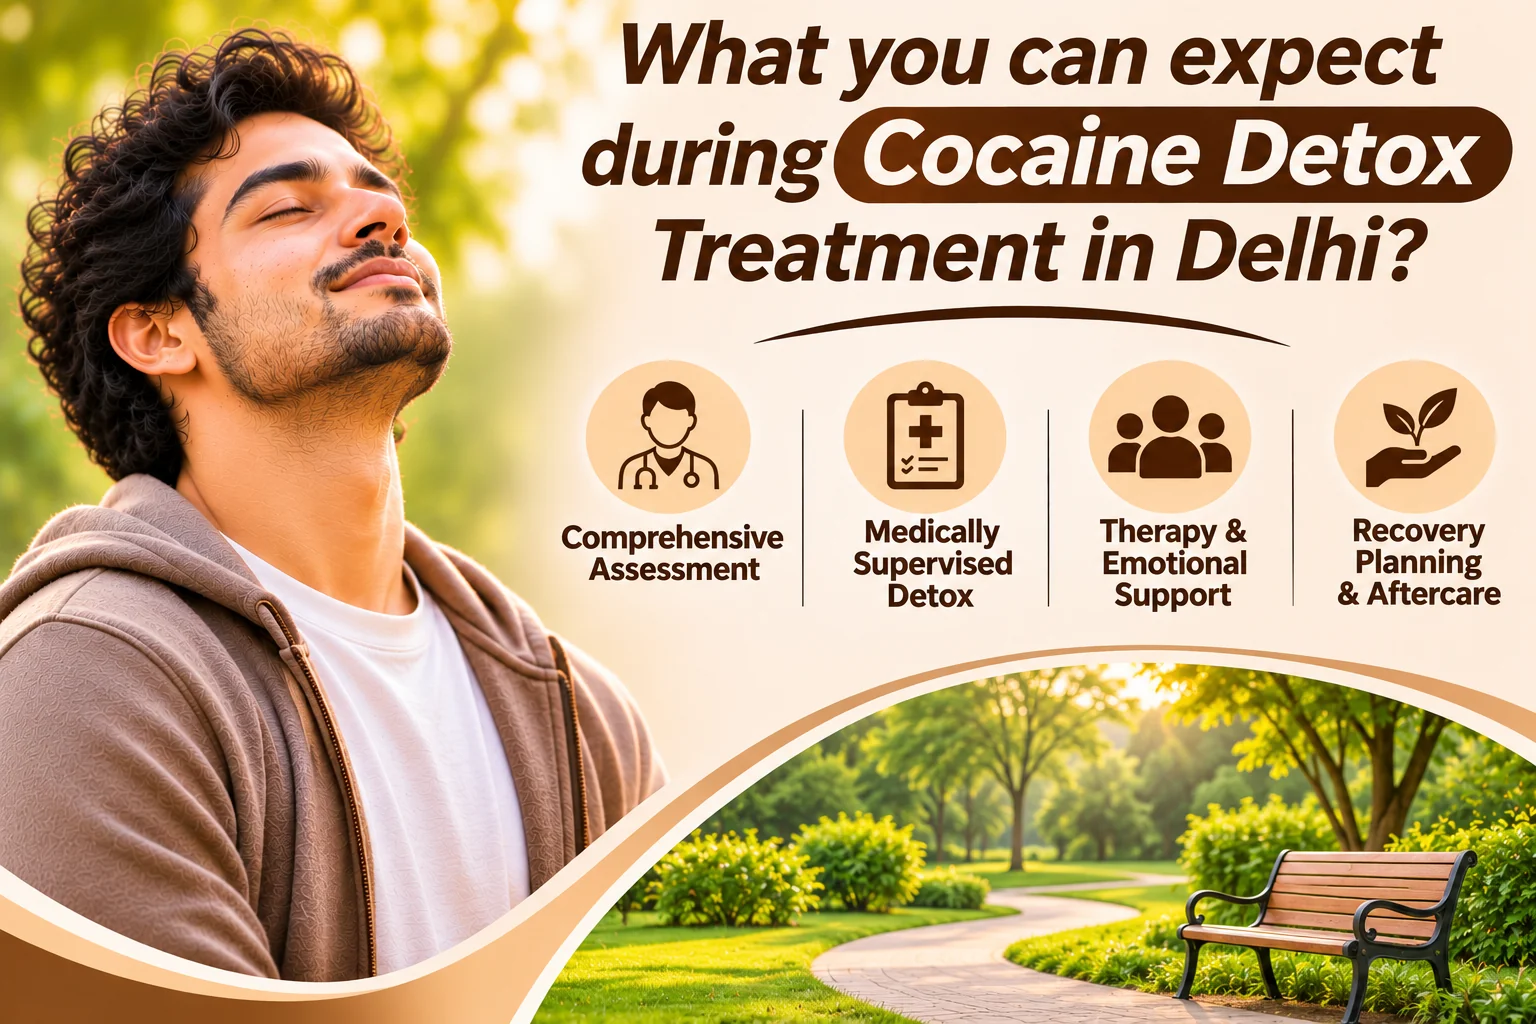 What you can expect
during Cocaine Detox
Treatment in Delhi?
Comprehensive
Assessment
Medically
Supervised
Detox
Therapy &
Emotional
Support
Recovery
Planning
& Aftercare